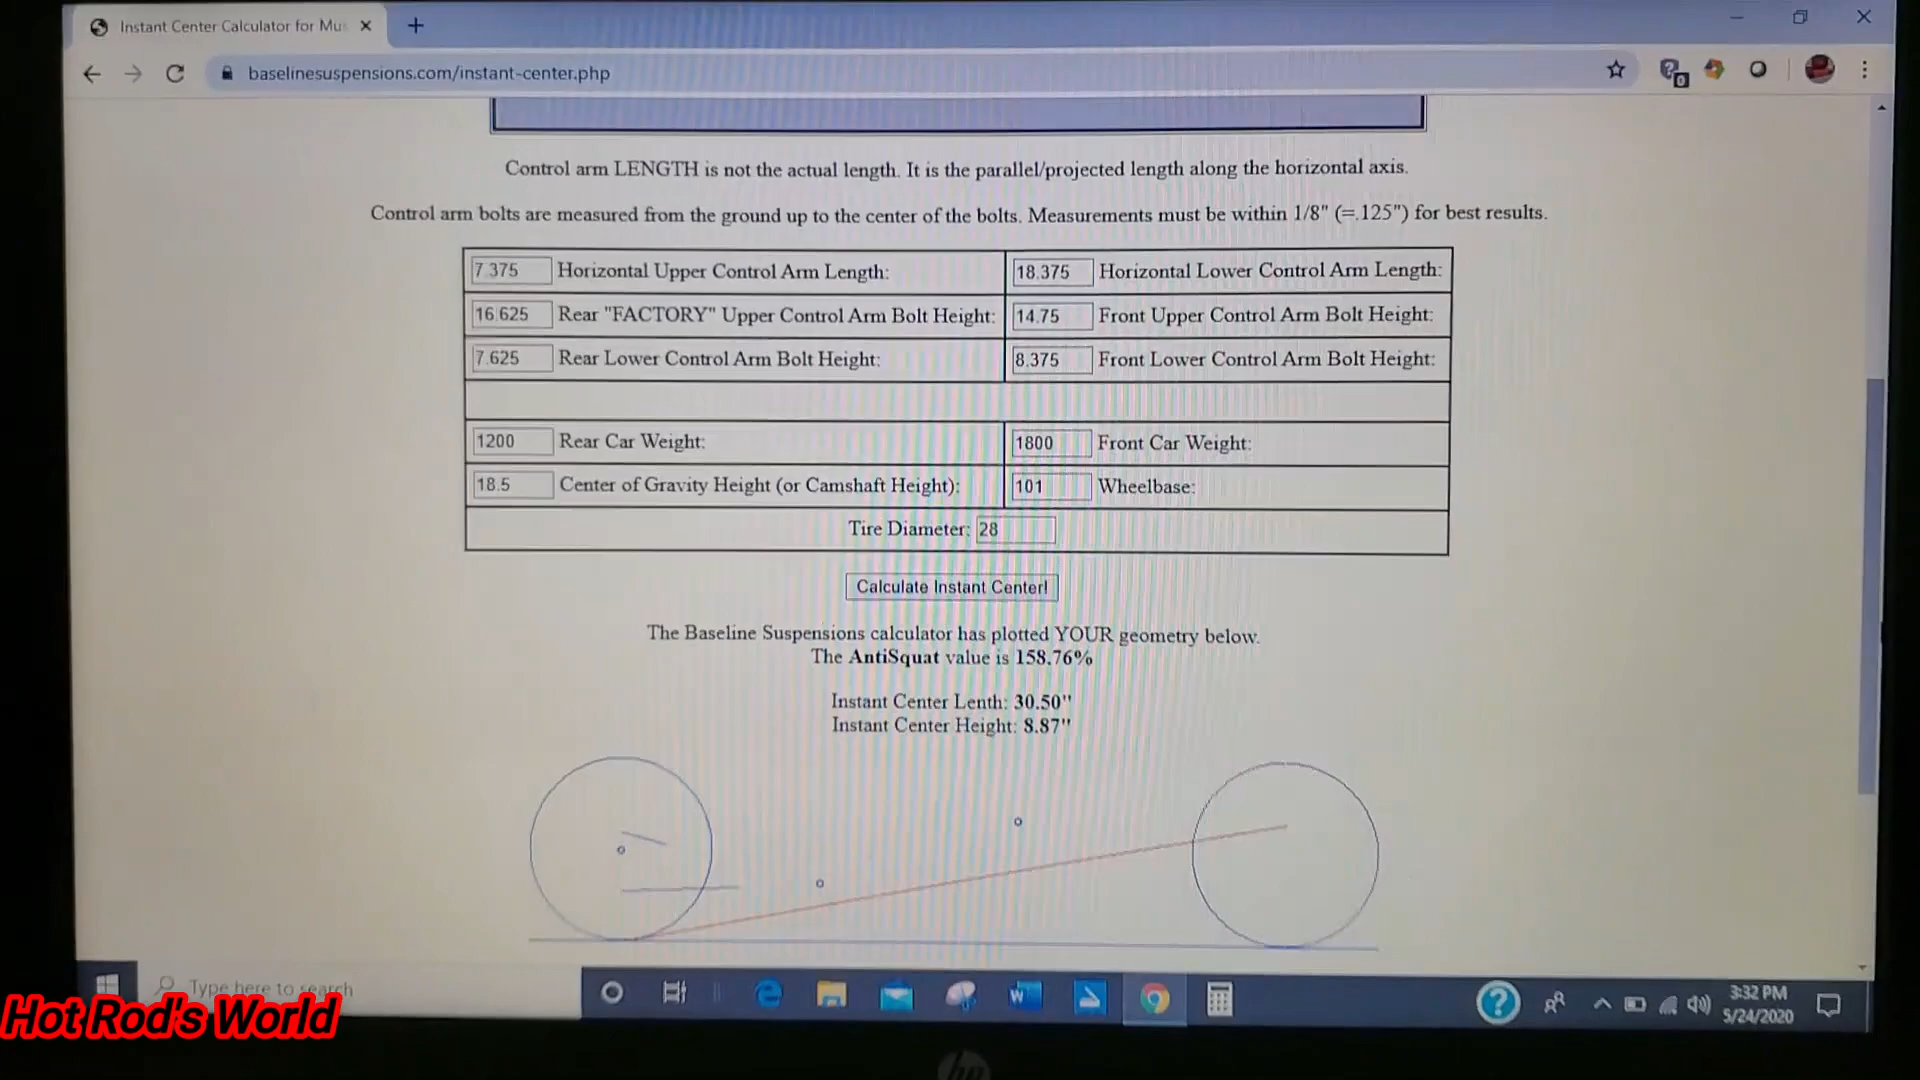 Instant Center Calculator for Mus
baselinesuspensions.com/instant-center.php
Control arm LENGTH is not the actual length. It is the parallel/projected length along the horizontal axis.
Control arm bolts are measured from the ground up to the center of the bolts. Measurements must be within 1/8" (=.125") for best results.
7.375 Horizontal Upper Control Arm Length: 18.375 Horizontal Lower Control Arm Length:
16.625 Rear "FACTORY" Upper Control Arm Bolt Height: 14.75 Front Upper Control Arm Bolt Height:
7.625 Rear Lower Control Arm Bolt Height: 8.375 Front Lower Control Arm Bolt Height:
1200 Rear Car Weight: 1800 Front Car Weight:
18.5 Center of Gravity Height (or Camshaft Height): 101 Wheelbase:
Tire Diameter: 28
Calculate Instant Center!
The Baseline Suspensions calculator has plotted YOUR geometry below.
The AntiSquat value is 158.76%
Instant Center Lenth: 30.50"
Instant Center Height: 8.87"
Type here to search
3:32 PM
5/24/2020
Hot Rod's World
hp